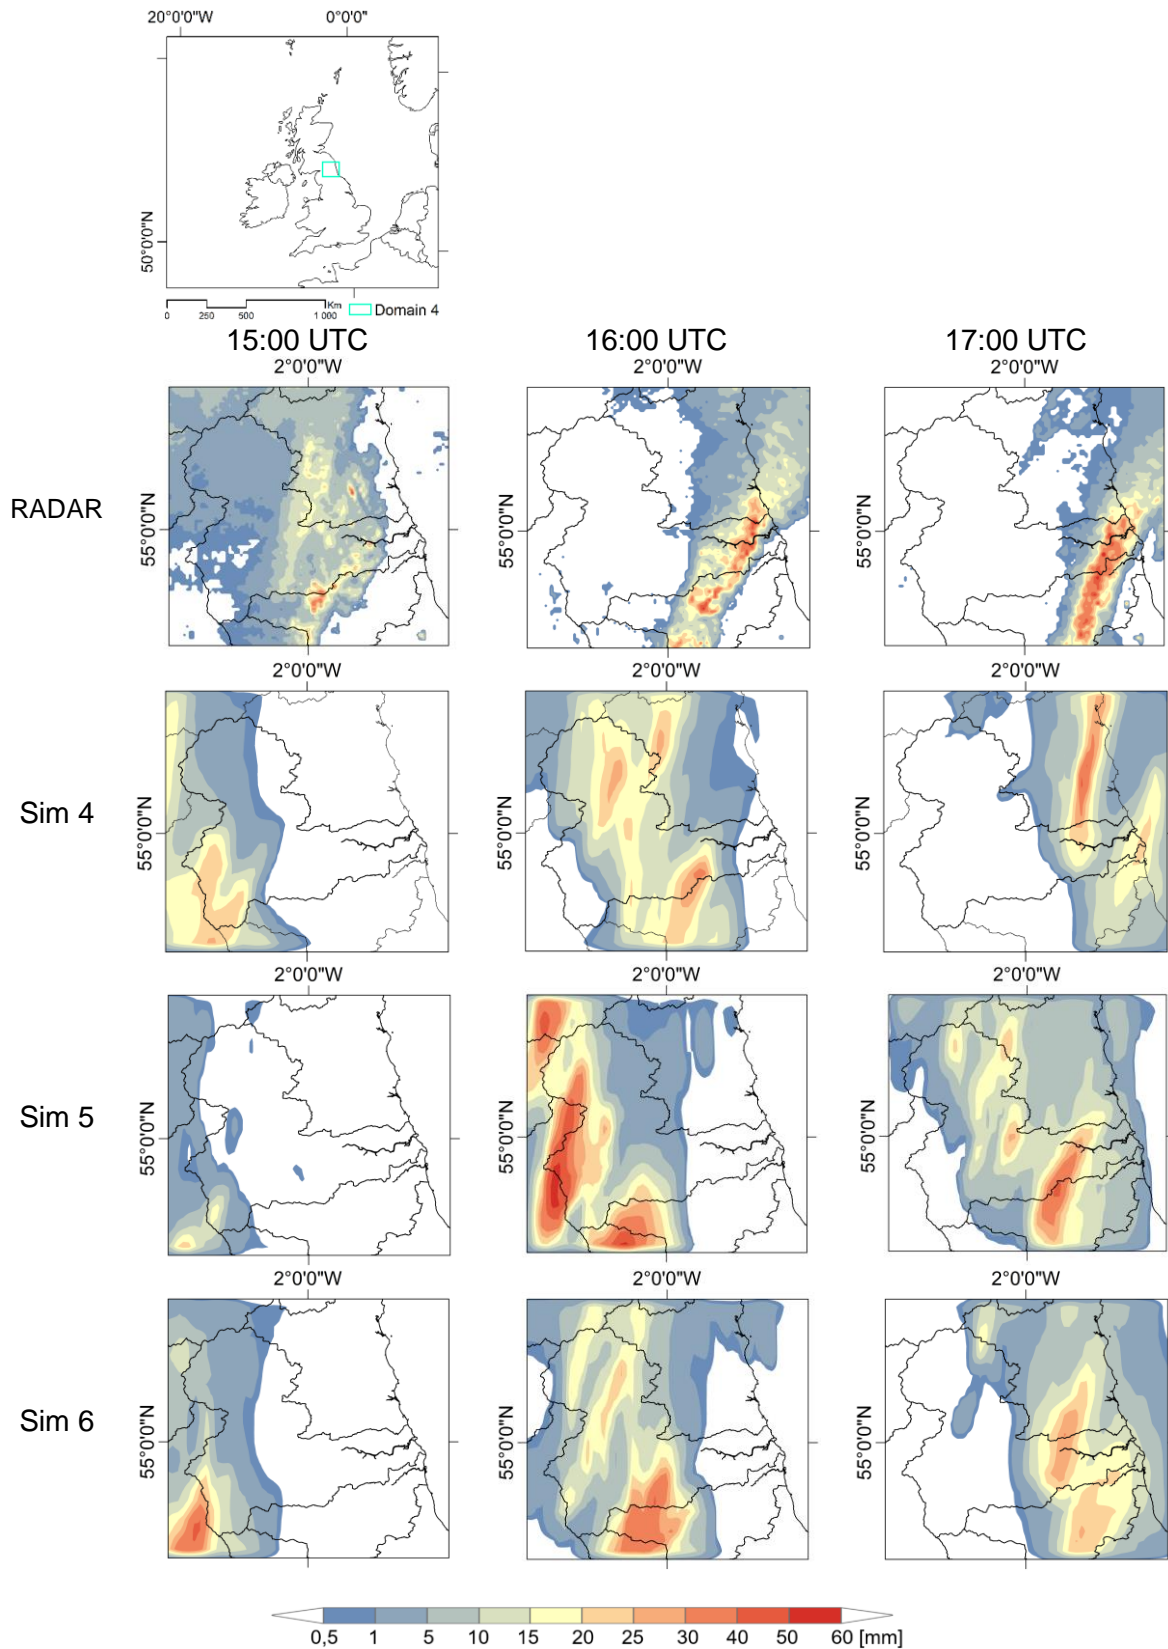 20°0'0"W 0°0'0"
50°0'0"N
0 250 500 1 000 Km Domain 4
15:00 UTC 16:00 UTC 17:00 UTC
2°0'0"W 2°0'0"W 2°0'0"W
RADAR 55°0'0"N 55°0'0"N 55°0'0"N
2°0'0"W 2°0'0"W 2°0'0"W
Sim 4 55°0'0"N 55°0'0"N 55°0'0"N
2°0'0"W 2°0'0"W 2°0'0"W
Sim 5 55°0'0"N 55°0'0"N 55°0'0"N
2°0'0"W 2°0'0"W 2°0'0"W
Sim 6 55°0'0"N 55°0'0"N 55°0'0"N
0,5 1 5 10 15 20 25 30 40 50 60 [mm]